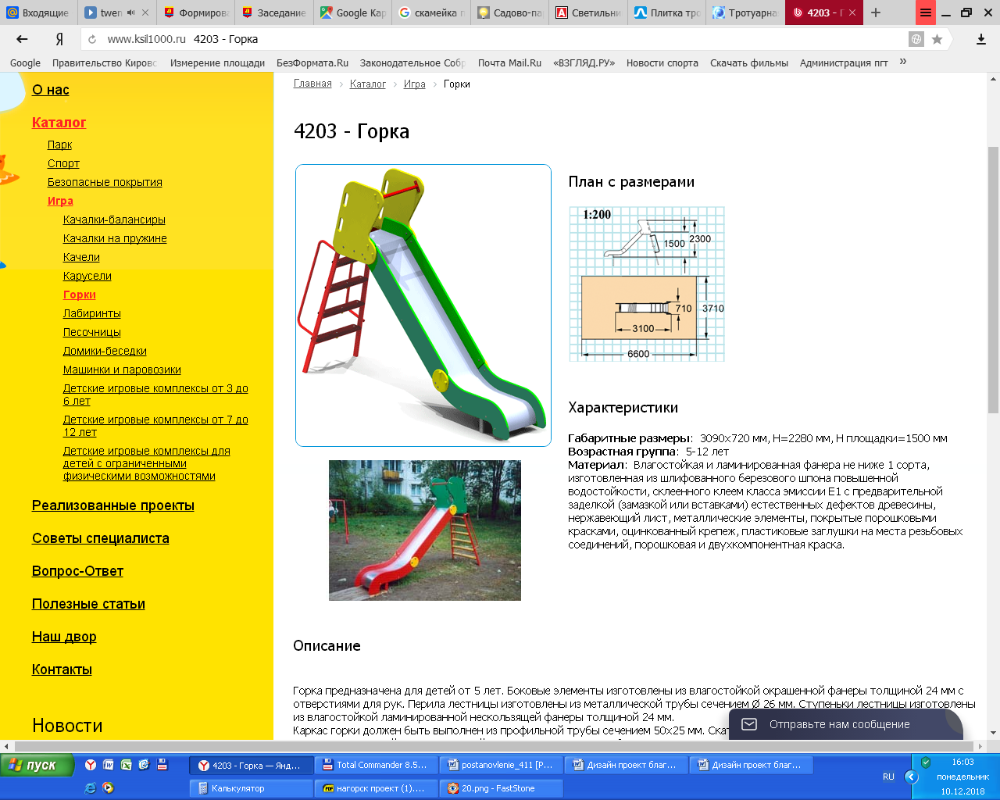 Входящие
twen
Формиров
Заседание
Google Кар
скамейка п
Садово-па
Светильни
Плитка тро
Тротуарна
4203 - Г
www.ksil1000.ru 4203 - Горка
Google Правительство Кировс Измерение площади БезФормата.Ru Законодательное Собр Почта Mail.Ru «ВЗГЛЯД.РУ» Новости спорта Скачать фильмы Администрация пгт »
О нас
Каталог
Парк
Спорт
Безопасные покрытия
Игра
Качалки-балансиры
Качалки на пружине
Качели
Карусели
Горки
Лабиринты
Песочницы
Домики-беседки
Машинки и паровозики
Детские игровые комплексы от 3 до
6 лет
Детские игровые комплексы от 7 до
12 лет
Детские игровые комплексы для
детей с ограниченными
физическими возможностями
Реализованные проекты
Советы специалиста
Вопрос-Ответ
Полезные статьи
Наш двор
Контакты
Новости
Главная › Каталог › Игра › Горки
4203 - Горка
План с размерами
1:200
1500
2300
710
3710
3100
6600
Характеристики
Габаритные размеры: 3090х720 мм, Н=2280 мм, Н площадки=1500 мм
Возрастная группа: 5-12 лет
Материал: Влагостойкая и ламинированная фанера не ниже 1 сорта,
изготовленная из шлифованного березового шпона повышенной
водостойкости, склеенного клеем класса эмиссии Е1 с предварительной
заделкой (замазкой или вставками) естественных дефектов древесины,
нержавеющий лист, металлические элементы, покрытые порошковыми
красками, оцинкованный крепеж, пластиковые заглушки на места резьбовых
соединений, порошковая и двухкомпонентная краска.
Описание
Горка предназначена для детей от 5 лет. Боковые элементы изготовлены из влагостойкой окрашенной фанеры толщиной 24 мм с
отверстиями для рук. Перила лестницы изготовлены из металлической трубы сечением Ø 26 мм. Ступеньки лестницы изготовлены
из влагостойкой ламинированной нескользящей фанеры толщиной 24 мм.
Каркас горки должен быть выполнен из профильной трубы сечением 50х25 мм. Скат
Отправьте нам сообщение
пуск
4203 - Горка — Янд...
Total Commander 8.5...
postanovlenie_411 [Р...
Дизайн проект благ...
Дизайн проект благ...
Калькулятор
нагорск проект (1)....
20.png - FastStone
RU
16:03
понедельник
10.12.2018